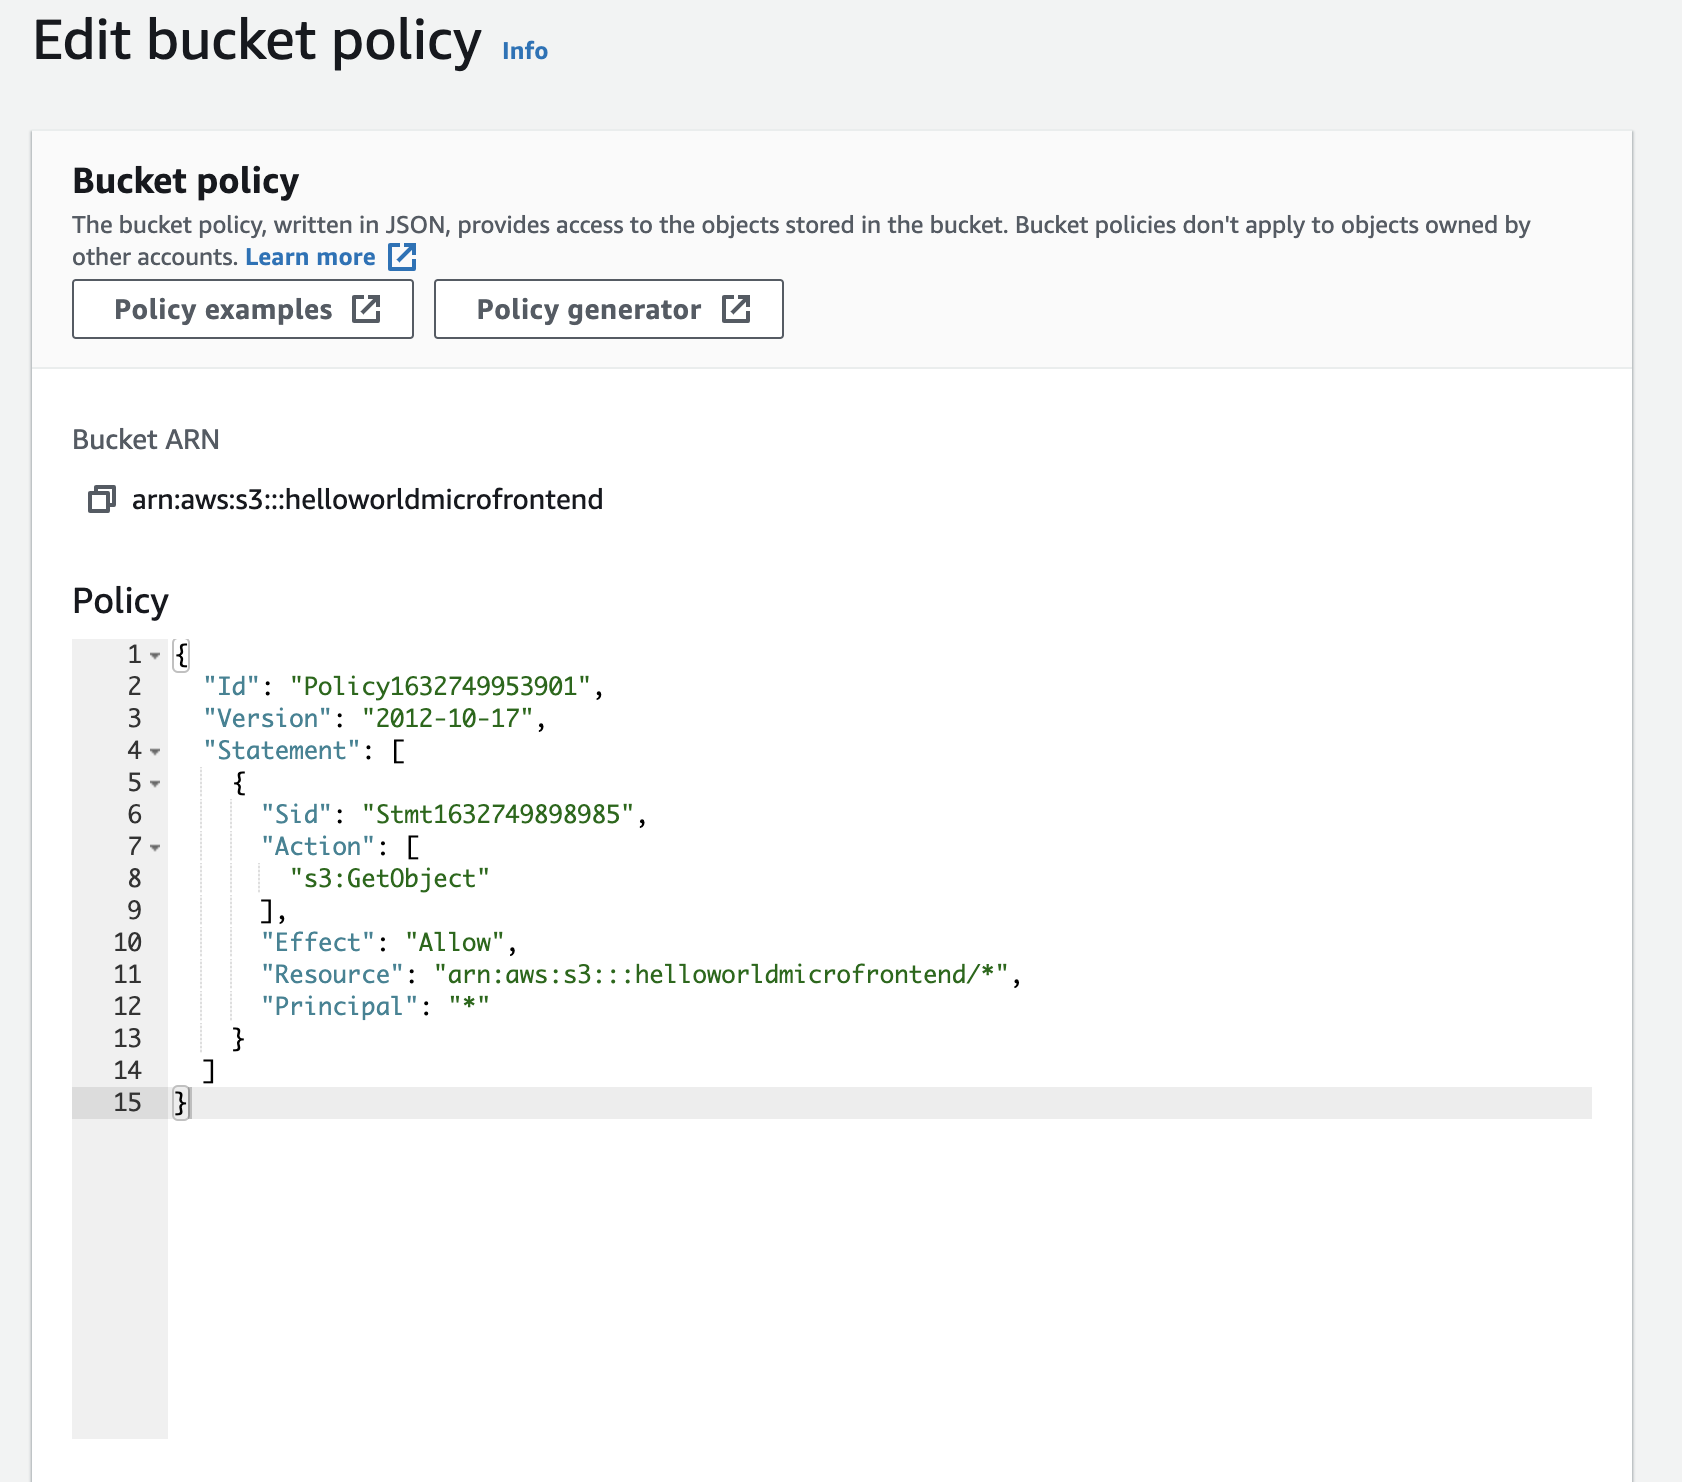 Edit bucket policy Info
Bucket policy
The bucket policy, written in JSON, provides access to the objects stored in the bucket. Bucket policies don't apply to objects owned by
other accounts. Learn more
Policy examples Policy generator
Bucket ARN
arn:aws:s3:::helloworldmicrofrontend
Policy
1 {
2 "Id": "Policy1632749953901",
3 "Version": "2012-10-17",
4 "Statement": [
5 {
6 "Sid": "Stmt1632749898985",
7 "Action": [
8 "s3:GetObject"
9 ],
10 "Effect": "Allow",
11 "Resource": "arn:aws:s3:::helloworldmicrofrontend/*",
12 "Principal": "*"
13 }
14 ]
15 }